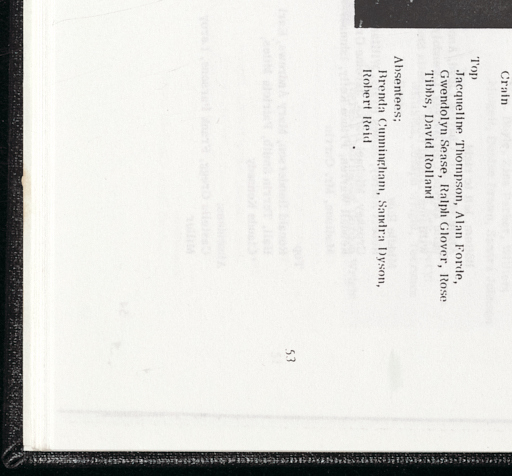 Crain
Top
Jacqueline Thompson, Alan Forde,
Gwendolyn Sease, Ralph Glover, Rose
Tibbs, David Rolland
Absentees;
Brenda Cunningham, Sandra Dyson,
Robert Reid
53